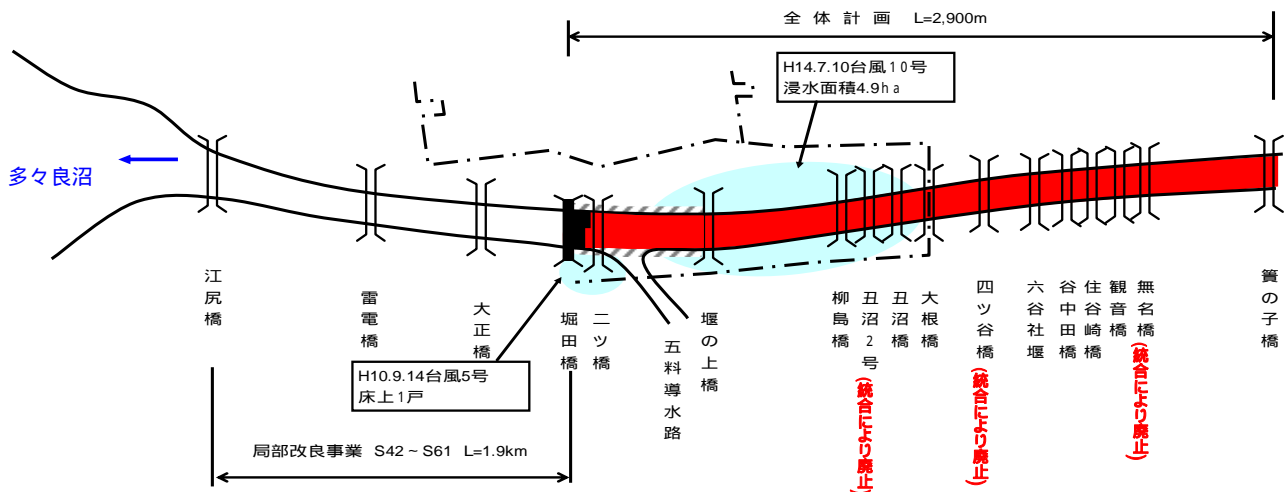 全体計画 L=2,900m
H14.7.10台風10号
浸水面積4.9ha
多々良沼
江尻橋
雷電橋
大正橋
堀田橋
二ツ橋
五料導水路
堰の上橋
柳島橋
丑沼2号
(統合により廃止)
丑沼橋
大根橋
四ツ谷橋
(統合により廃止)
六谷社堰
谷中田橋
住谷崎橋
観音橋
無名橋
(統合により廃止)
簀の子橋
H10.9.14台風5号
床上1戸
局部改良事業 S42~S61 L=1.9km